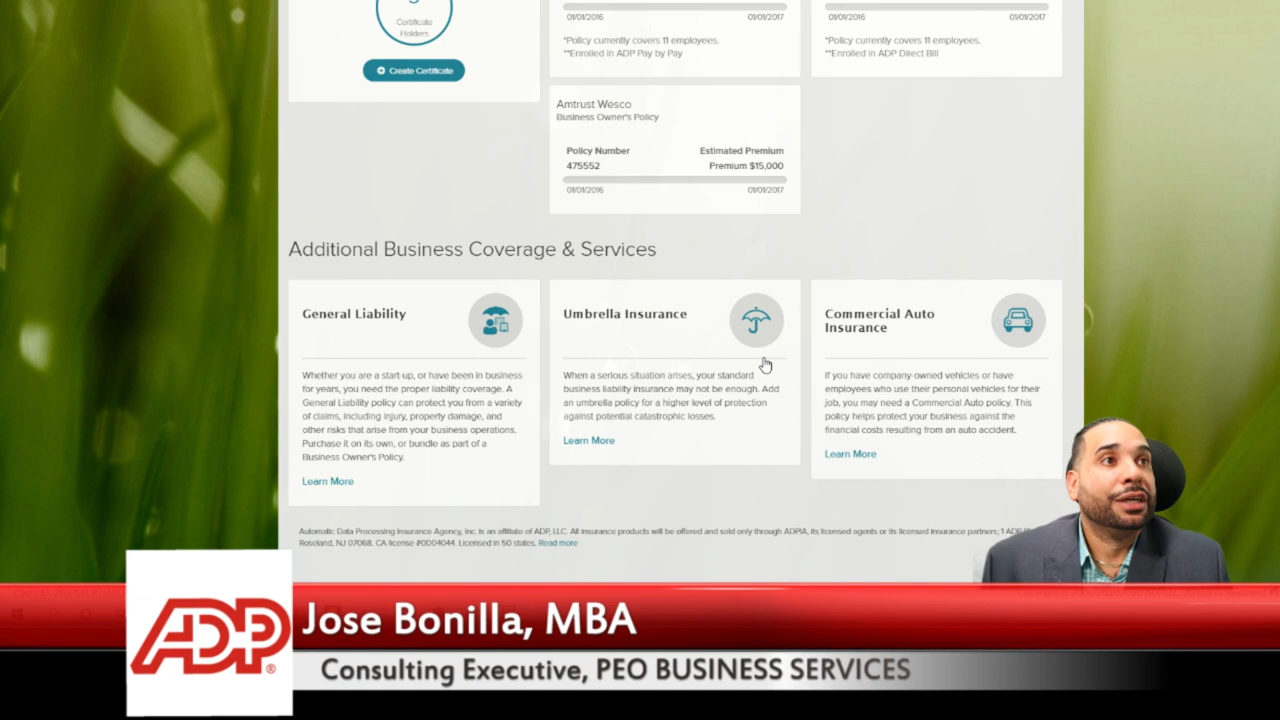 Certificate
Holders
Create Certificate
01/01/2016 01/01/2017
*Policy currently covers 11 employees.
**Enrolled in ADP Pay by Pay
01/01/2016 01/01/2017
*Policy currently covers 11 employees.
**Enrolled in ADP Direct Bill
Amtrust Wesco
Business Owner's Policy
Policy Number Estimated Premium
475552 Premium $15,000
01/01/2016 01/01/2017
Additional Business Coverage & Services
General Liability
Whether you are a start-up, or have been in business
for years, you need the proper liability coverage. A
General Liability policy can protect you from a variety
of claims, including injury, property damage, and
other risks that arise from your business operations.
Purchase it on its own, or bundle as part of a
Business Owner's Policy.
Learn More
Umbrella Insurance
When a serious situation arises, your standard
business liability insurance may not be enough. Add
an umbrella policy for a higher level of protection
against potential catastrophic losses.
Learn More
Commercial Auto
Insurance
If you have company-owned vehicles or have
employees who use their personal vehicles for their
job, you may need a Commercial Auto policy. This
policy helps protect your business against the
financial costs resulting from an auto accident.
Learn More
Automatic Data Processing Insurance Agency, Inc. is an affiliate of ADP, LLC. All insurance products will be offered and sold only through ADPIA, its licensed agents or its licensed insurance partners; 1 ADP
Roseland, NJ 07068. CA license #0D04044. Licensed in 50 states. Read more
ADP®
Jose Bonilla, MBA
Consulting Executive, PEO BUSINESS SERVICES